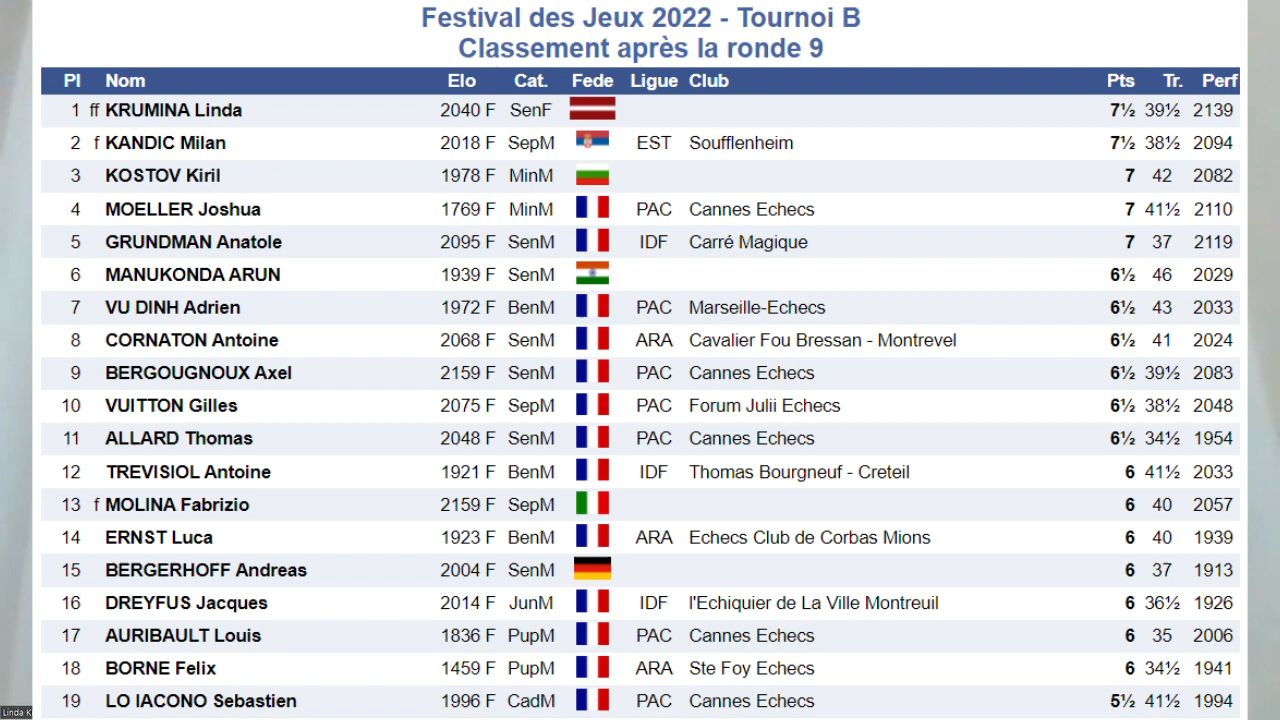 Festival des Jeux 2022 - Tournoi B
Classement après la ronde 9
Pl Nom Elo Cat. Fede Ligue Club Pts Tr. Perf
1 ff KRUMINA Linda 2040 F SenF 7½ 39½ 2139
2 f KANDIC Milan 2018 F SepM EST Soufflenheim 7½ 38½ 2094
3 KOSTOV Kiril 1978 F MinM 7 42 2082
4 MOELLER Joshua 1769 F MinM PAC Cannes Echecs 7 41½ 2110
5 GRUNDMAN Anatole 2095 F SenM IDF Carré Magique 7 37 2119
6 MANUKONDA ARUN 1939 F SenM 6½ 46 2029
7 VU DINH Adrien 1972 F BenM PAC Marseille-Echecs 6½ 43 2033
8 CORNATON Antoine 2068 F SenM ARA Cavalier Fou Bressan - Montrevel 6½ 41 2024
9 BERGOUGNOUX Axel 2159 F SenM PAC Cannes Echecs 6½ 39½ 2083
10 VUITTON Gilles 2075 F SepM PAC Forum Julii Echecs 6½ 38½ 2048
11 ALLARD Thomas 2048 F SenM PAC Cannes Echecs 6½ 34½ 1954
12 TREVISIOL Antoine 1921 F BenM IDF Thomas Bourgneuf - Creteil 6 41½ 2033
13 f MOLINA Fabrizio 2159 F SepM 6 40 2057
14 ERNST Luca 1923 F BenM ARA Echecs Club de Corbas Mions 6 40 1939
15 BERGERHOFF Andreas 2004 F SenM 6 37 1913
16 DREYFUS Jacques 2014 F JunM IDF l'Echiquier de La Ville Montreuil 6 36½ 1926
17 AURIBAULT Louis 1836 F PupM PAC Cannes Echecs 6 35 2006
18 BORNE Felix 1459 F PupM ARA Ste Foy Echecs 6 34½ 1941
19 LO IACONO Sebastien 1996 F CadM PAC Cannes Echecs 5½ 41½ 1994
Linda K